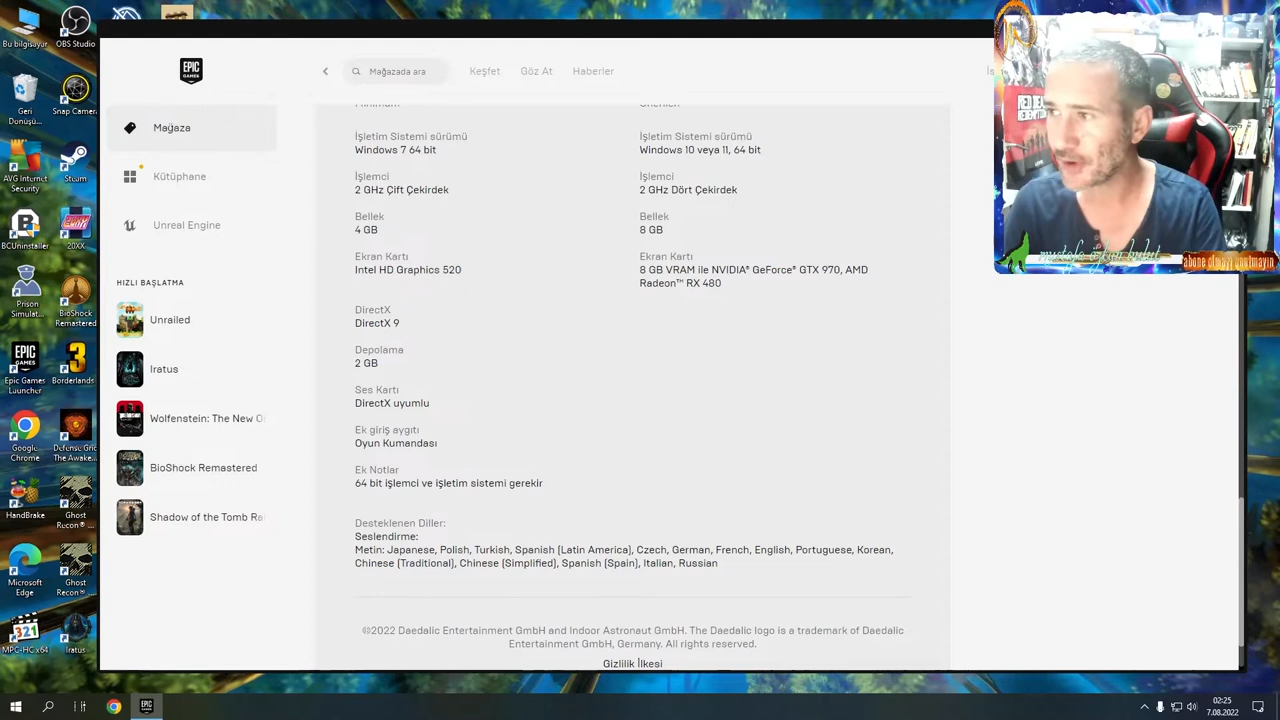 Bu bilgisayar
OBS Studio
Geri
Dönüşü...
Snap Camera
AVG Internet
Security
Steam
BCUninstaller
20XX
Prison
Simulat...
BioShock
Remastered
Epic Games
Launcher
Borderlands
Google
Chrome
Defense Grid
The Awake...
HandBrake
Ghost
Recon®...
Microsoft
Edge
Ghost
Recon®...
321
MPC-HC x64
Iratus
EPIC
GAMES
Mağaza
Kütüphane
Unreal Engine
HIZLI BAŞLATMA
Unrailed
Iratus
Wolfenstein: The New O
BioShock Remastered
Shadow of the Tomb Ra
Mağazada ara
Keşfet
Göz At
Haberler
Minimum
Önerilen
İşletim Sistemi sürümü
Windows 7 64 bit
İşletim Sistemi sürümü
Windows 10 veya 11, 64 bit
İşlemci
2 GHz Çift Çekirdek
İşlemci
2 GHz Dört Çekirdek
Bellek
4 GB
Bellek
8 GB
Ekran Kartı
Intel HD Graphics 520
Ekran Kartı
8 GB VRAM ile NVIDIA® GeForce® GTX 970, AMD
Radeon™ RX 480
DirectX
DirectX 9
Depolama
2 GB
Ses Kartı
DirectX uyumlu
Ek giriş aygıtı
Oyun Kumandası
Ek Notlar
64 bit işlemci ve işletim sistemi gerekir
Desteklenen Diller:
Seslendirme:
Metin: Japanese, Polish, Turkish, Spanish (Latin America), Czech, German, French, English, Portuguese, Korean,
Chinese (Traditional), Chinese (Simplified), Spanish (Spain), Italian, Russian
©2022 Daedalic Entertainment GmbH and Indoor Astronaut GmbH. The Daedalic logo is a trademark of Daedalic
Entertainment GmbH, Germany. All rights reserved.
Gizlilik İlkesi
abone olmayı unutmayın
02:25
7.08.2022